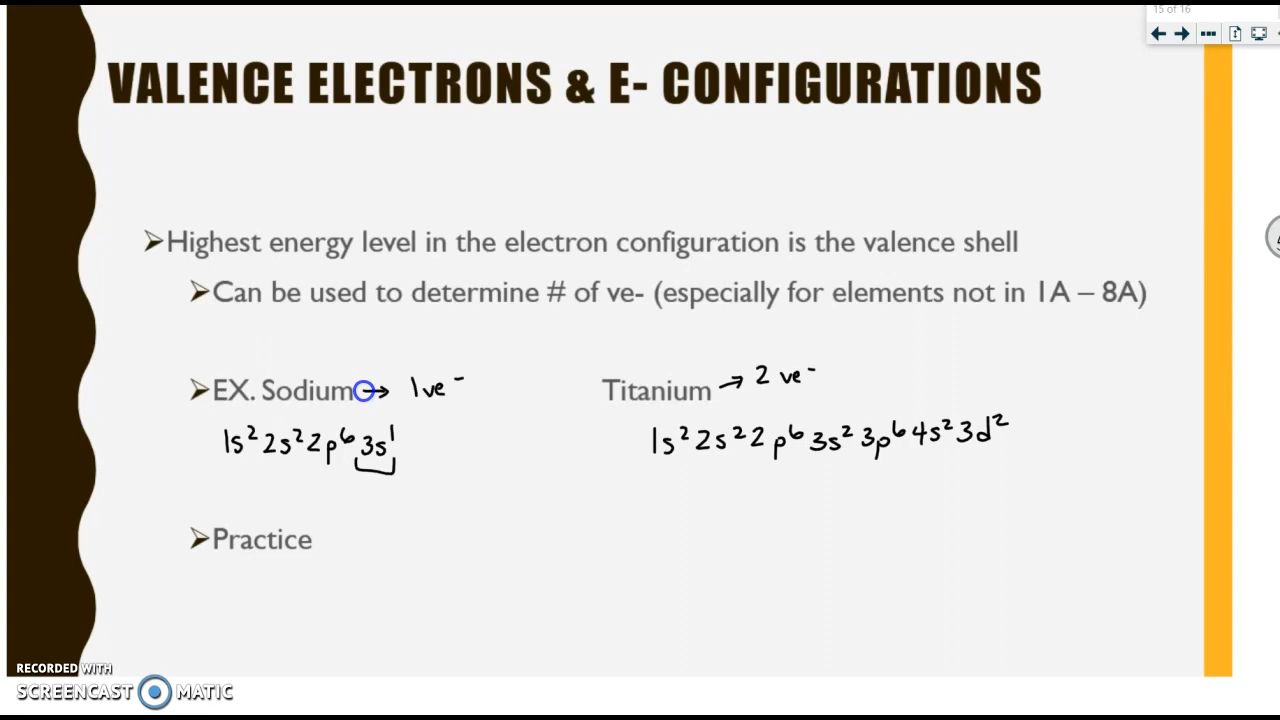 15 of 16
VALENCE ELECTRONS & E- CONFIGURATIONS
➢Highest energy level in the electron configuration is the valence shell
➢Can be used to determine # of ve- (especially for elements not in 1A – 8A)
➢EX. Sodium → 1 ve⁻
Titanium → 2 ve⁻
1s² 2s² 2p⁶ 3s¹
1s² 2s² 2p⁶ 3s² 3p⁶ 4s² 3d²
➢Practice
RECORDED WITH
SCREENCAST MATIC